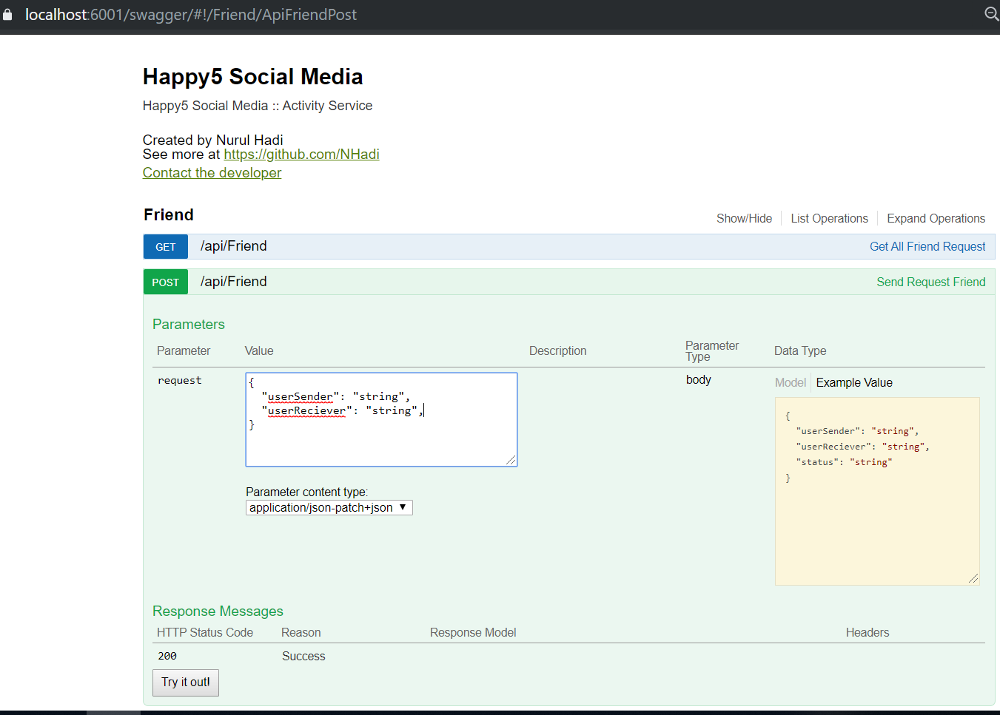 localhost:6001/swagger/#!/Friend/ApiFriendPost
Happy5 Social Media
Happy5 Social Media :: Activity Service
Created by Nurul Hadi
See more at https://github.com/NHadi
Contact the developer
Friend
Show/Hide
List Operations
Expand Operations
GET
/api/Friend
Get All Friend Request
POST
/api/Friend
Send Request Friend
Parameters
Parameter
Value
Description
Parameter
Type
Data Type
request
{
"userSender": "string",
"userReciever": "string",
}
Parameter content type:
application/json-patch+json
body
Model
Example Value
{
"userSender": "string",
"userReciever": "string",
"status": "string"
}
Response Messages
HTTP Status Code
Reason
Response Model
Headers
200
Success
Try it out!